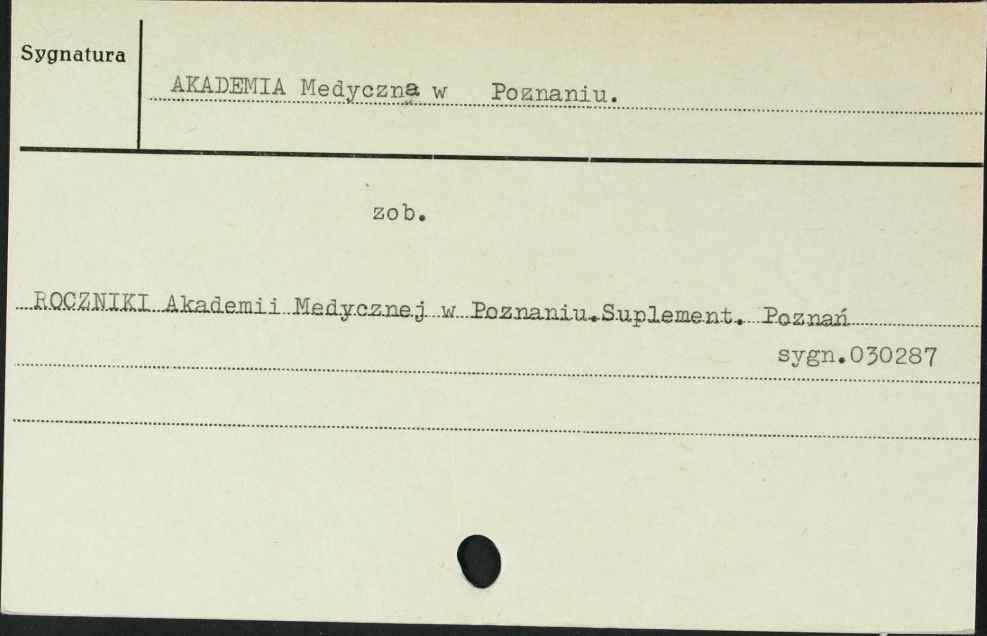 Sygnatura
AKADEMIA Medyczna w Poznaniu.
zob.
ROCZNIKI Akademii Medycznej w Poznaniu.Suplement. Poznań
sygn.030287